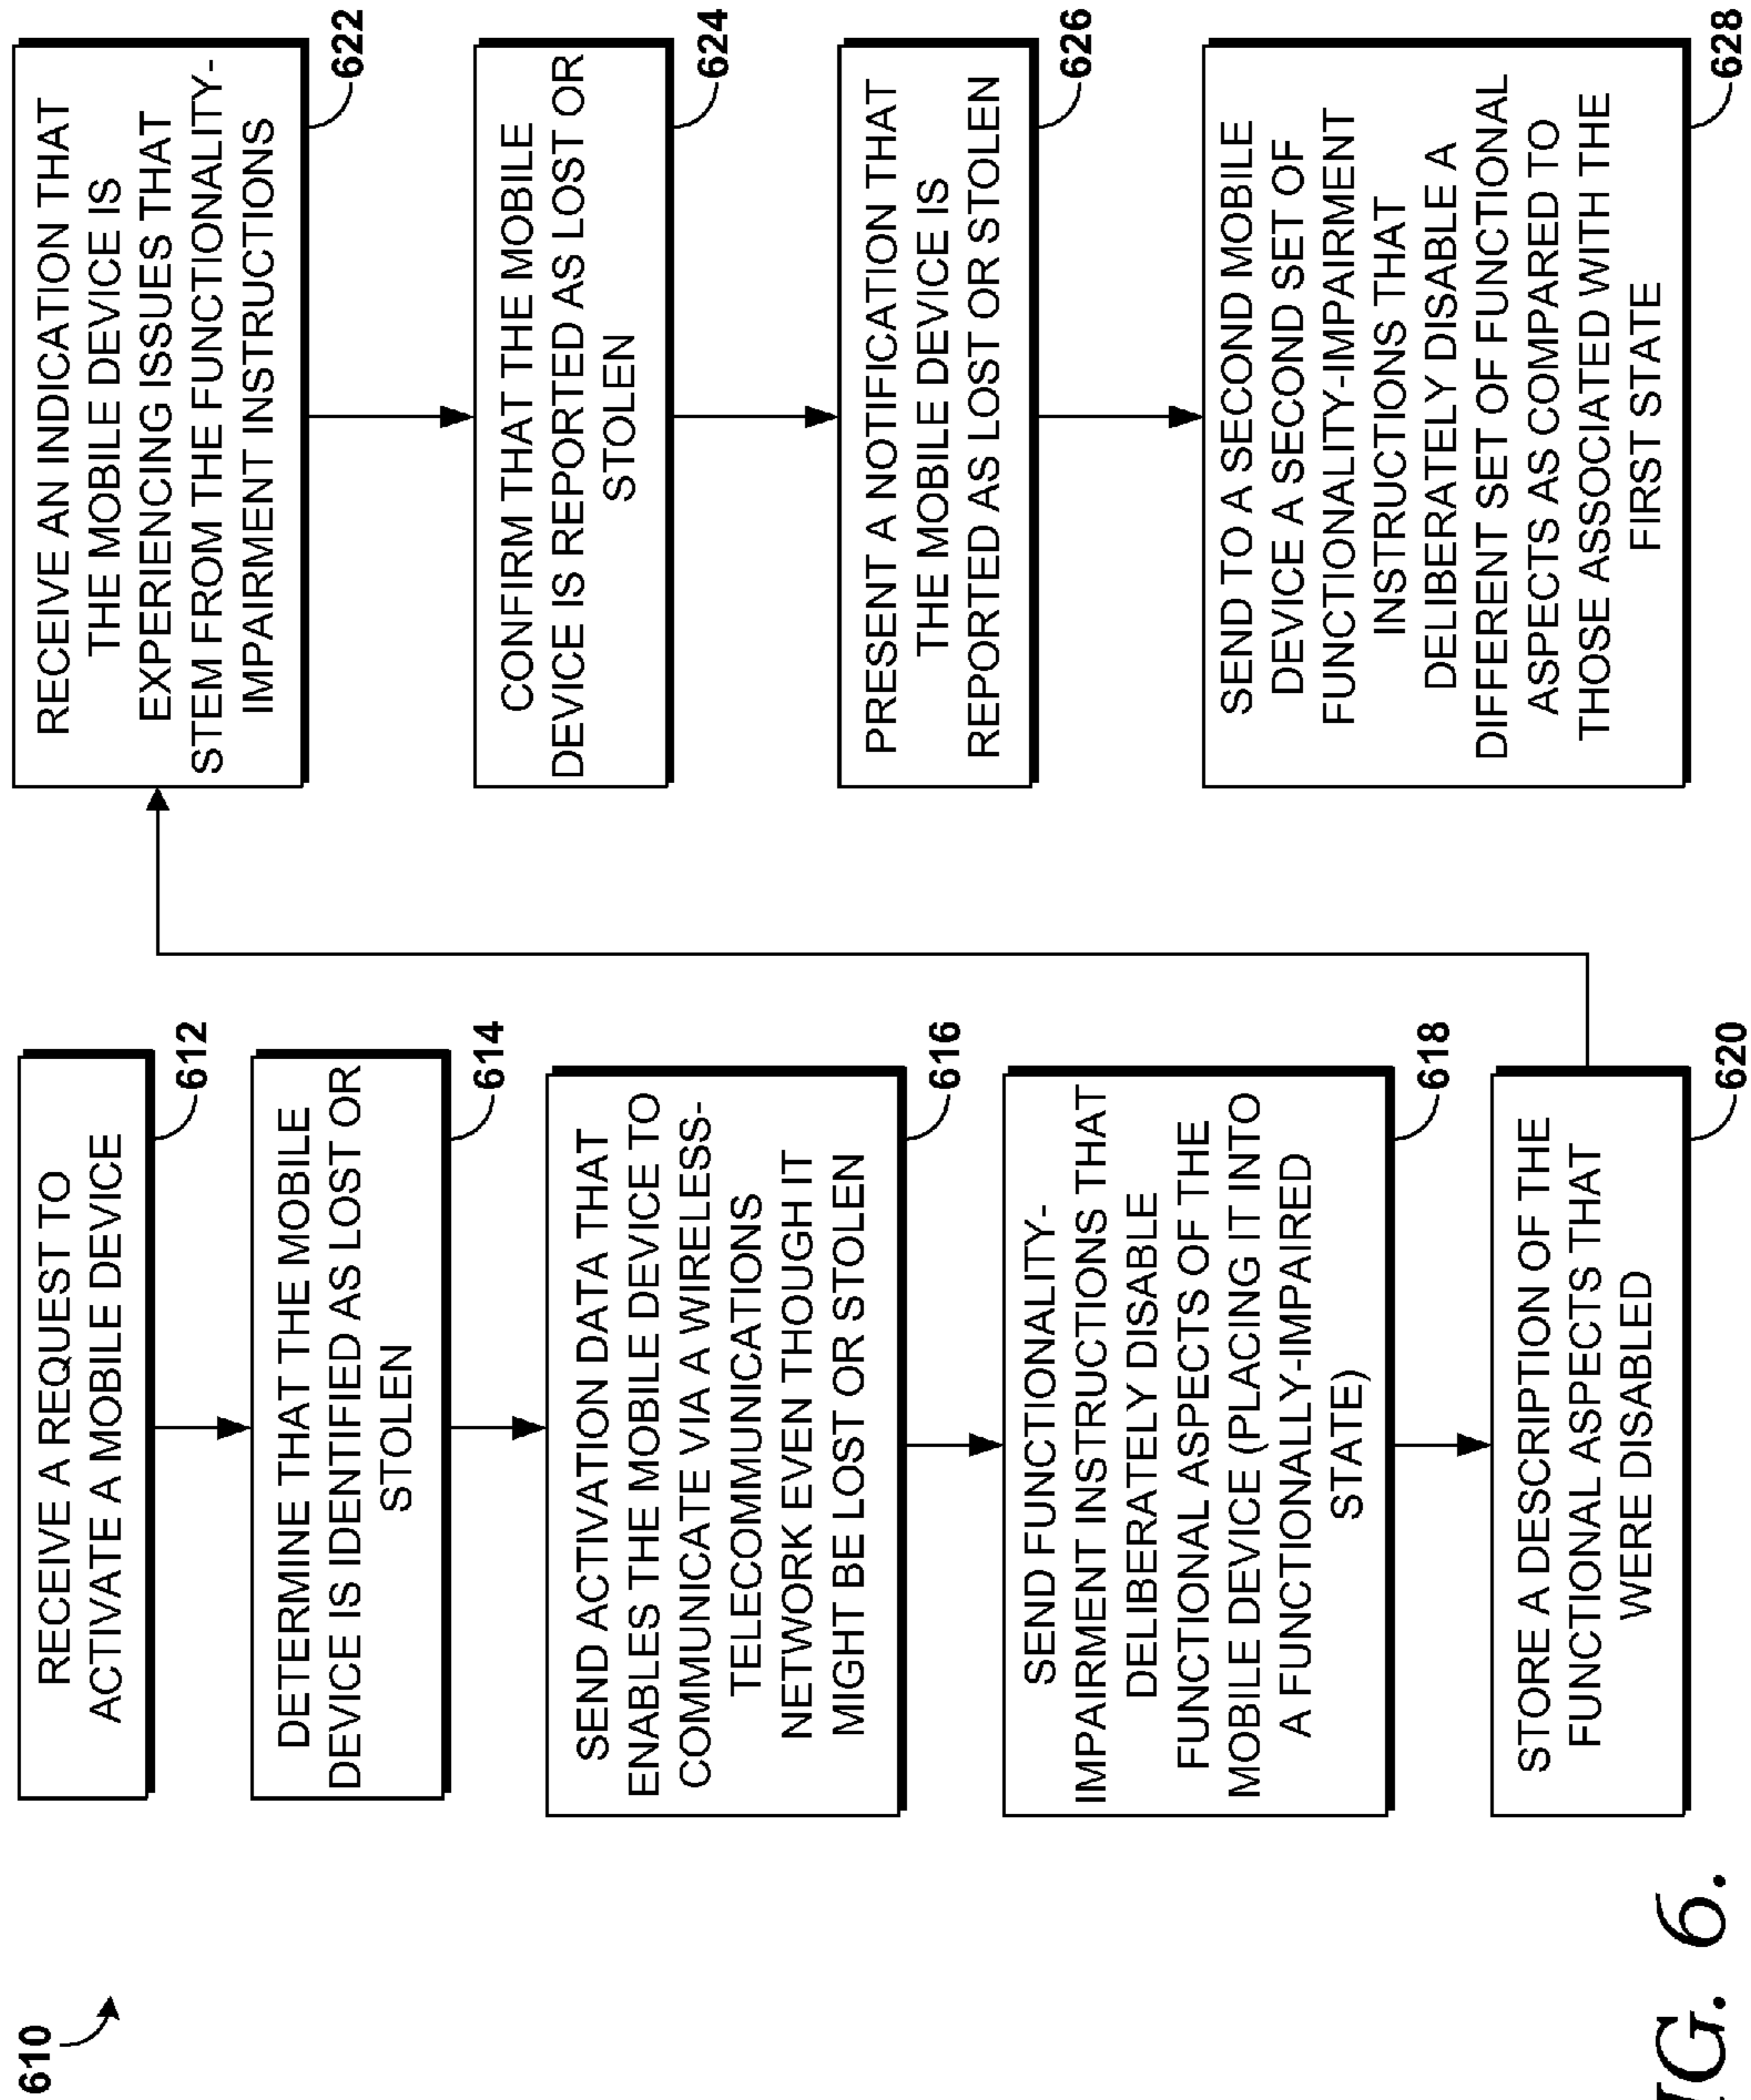 610
RECEIVE A REQUEST TO
ACTIVATE A MOBILE DEVICE
612
DETERMINE THAT THE MOBILE
DEVICE IS IDENTIFIED AS LOST OR
STOLEN
614
SEND ACTIVATION DATA THAT
ENABLES THE MOBILE DEVICE TO
COMMUNICATE VIA A WIRELESS-
TELECOMMUNICATIONS
NETWORK EVEN THOUGH IT
MIGHT BE LOST OR STOLEN
616
SEND FUNCTIONALITY-
IMPAIRMENT INSTRUCTIONS THAT
DELIBERATELY DISABLE
FUNCTIONAL ASPECTS OF THE
MOBILE DEVICE (PLACING IT INTO
A FUNCTIONALLY-IMPAIRED
STATE)
618
STORE A DESCRIPTION OF THE
FUNCTIONAL ASPECTS THAT
WERE DISABLED
620
RECEIVE AN INDICATION THAT
THE MOBILE DEVICE IS
EXPERIENCING ISSUES THAT
STEM FROM THE FUNCTIONALITY-
IMPAIRMENT INSTRUCTIONS
622
CONFIRM THAT THE MOBILE
DEVICE IS REPORTED AS LOST OR
STOLEN
624
PRESENT A NOTIFICATION THAT
THE MOBILE DEVICE IS
REPORTED AS LOST OR STOLEN
626
SEND TO A SECOND MOBILE
DEVICE A SECOND SET OF
FUNCTIONALITY-IMPAIRMENT
INSTRUCTIONS THAT
DELIBERATELY DISABLE A
DIFFERENT SET OF FUNCTIONAL
ASPECTS AS COMPARED TO
THOSE ASSOCIATED WITH THE
FIRST STATE
628
IG. 6.